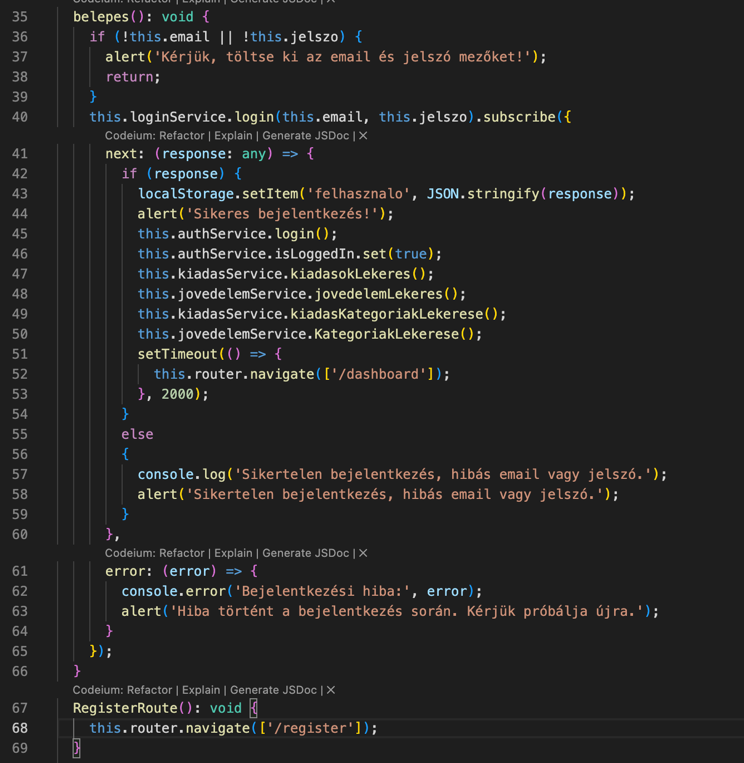 Codeium: Refactor | Explain | Generate JSDoc | ✕
35 belepes(): void {
36 if (!this.email || !this.jelszo) {
37 alert('Kérjük, töltse ki az email és jelszó mezőket!');
38 return;
39 }
40 this.loginService.login(this.email, this.jelszo).subscribe({
Codeium: Refactor | Explain | Generate JSDoc | ✕
41 next: (response: any) => {
42 if (response) {
43 localStorage.setItem('felhasznalo', JSON.stringify(response));
44 alert('Sikeres bejelentkezés!');
45 this.authService.login();
46 this.authService.isLoggedIn.set(true);
47 this.kiadasService.kiadasokLekeres();
48 this.jovedelemService.jovedelemLekeres();
49 this.kiadasService.kiadasKategoriakLekerese();
50 this.jovedelemService.KategoriakLekerese();
51 setTimeout(() => {
52 this.router.navigate(['/dashboard']);
53 }, 2000);
54 }
55 else
56 {
57 console.log('Sikertelen bejelentkezés, hibás email vagy jelszó.');
58 alert('Sikertelen bejelentkezés, hibás email vagy jelszó.');
59 }
60 },
Codeium: Refactor | Explain | Generate JSDoc | ✕
61 error: (error) => {
62 console.error('Bejelentkezési hiba:', error);
63 alert('Hiba történt a bejelentkezés során. Kérjük próbálja újra.');
64 }
65 });
66 }
Codeium: Refactor | Explain | Generate JSDoc | ✕
67 RegisterRoute(): void {
68 this.router.navigate(['/register']);
69 }